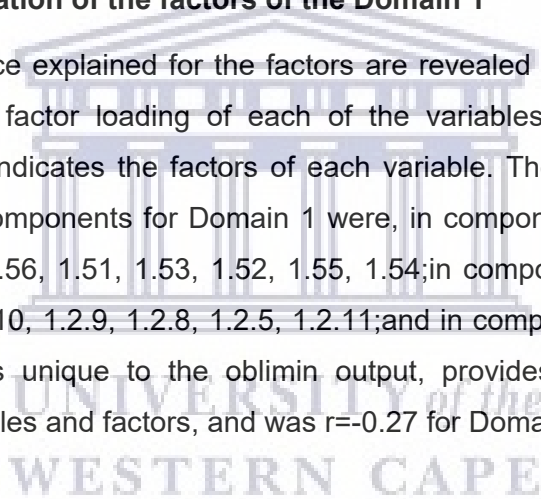 ation of the factors of the Domain 1
ce explained for the factors are revealed
factor loading of each of the variables
ndicates the factors of each variable. Th
omponents for Domain 1 were, in compor
.56, 1.51, 1.53, 1.52, 1.55, 1.54;in compo
10, 1.2.9, 1.2.8, 1.2.5, 1.2.11;and in comp
s unique to the oblimin output, provides
UNIVERSITY of the
les and factors, and was r=-0.27 for Doma
WESTERN CAPE